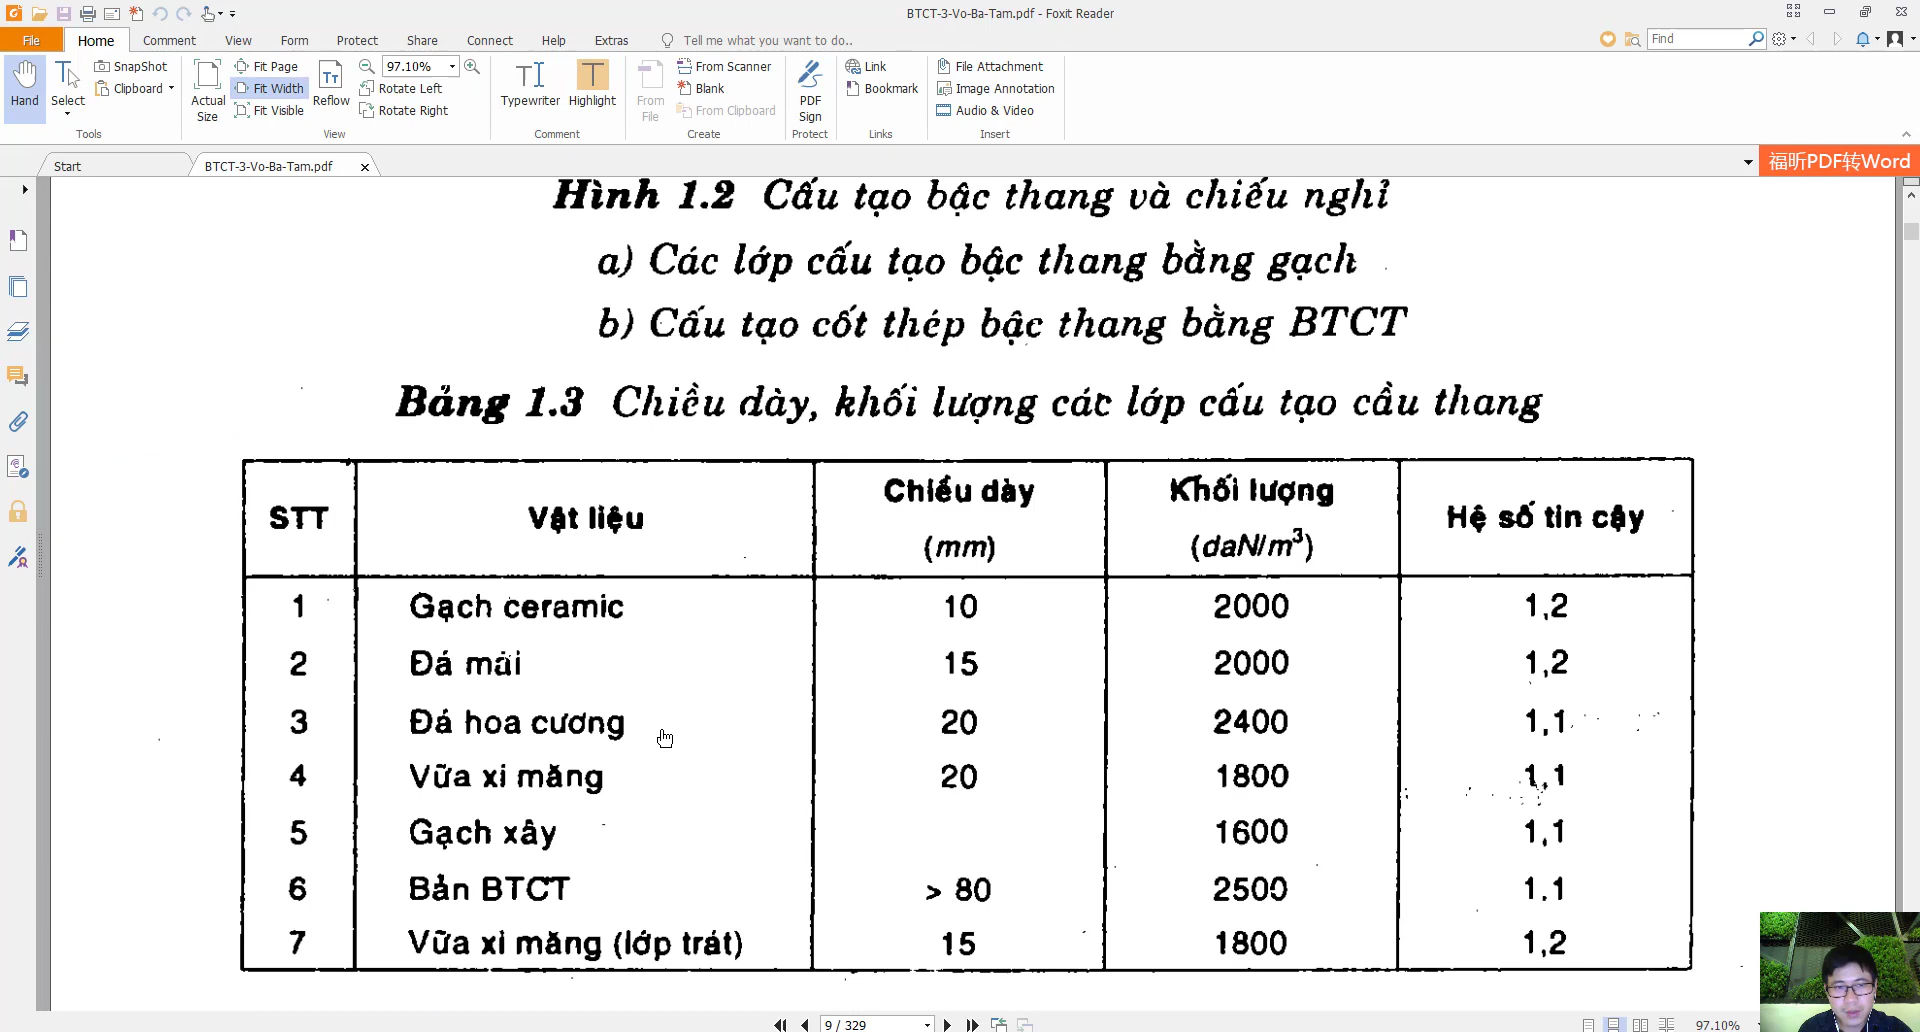 BTCT-3-Vo-Ba-Tam.pdf - Foxit Reader
File Home Comment View Form Protect Share Connect Help Extras Tell me what you want to do.. Find
Hand Select SnapShot Clipboard Actual Size Fit Page Fit Width Fit Visible Reflow 97.10% Rotate Left Rotate Right Typewriter Highlight From File From Scanner Blank From Clipboard PDF Sign Link Bookmark File Attachment Image Annotation Audio & Video
Tools View Comment Create Protect Links Insert
Start BTCT-3-Vo-Ba-Tam.pdf 福昕PDF转Word
Hình 1.2 Cấu tạo bậc thang và chiếu nghỉ
a) Các lớp cấu tạo bậc thang bằng gạch
b) Cấu tạo cốt thép bậc thang bằng BTCT
Bảng 1.3 Chiều dày, khối lượng các lớp cấu tạo cầu thang
STT Vật liệu Chiều dày (mm) Khối lượng (daN/m³) Hệ số tin cậy
1 Gạch ceramic 10 2000 1,2
2 Đá mài 15 2000 1,2
3 Đá hoa cương 20 2400 1,1
4 Vữa xi măng 20 1800 1,1
5 Gạch xây 1600 1,1
6 Bản BTCT > 80 2500 1.1
7 Vữa xi măng (lớp trát) 15 1800 1,2
9 / 329 97.10%